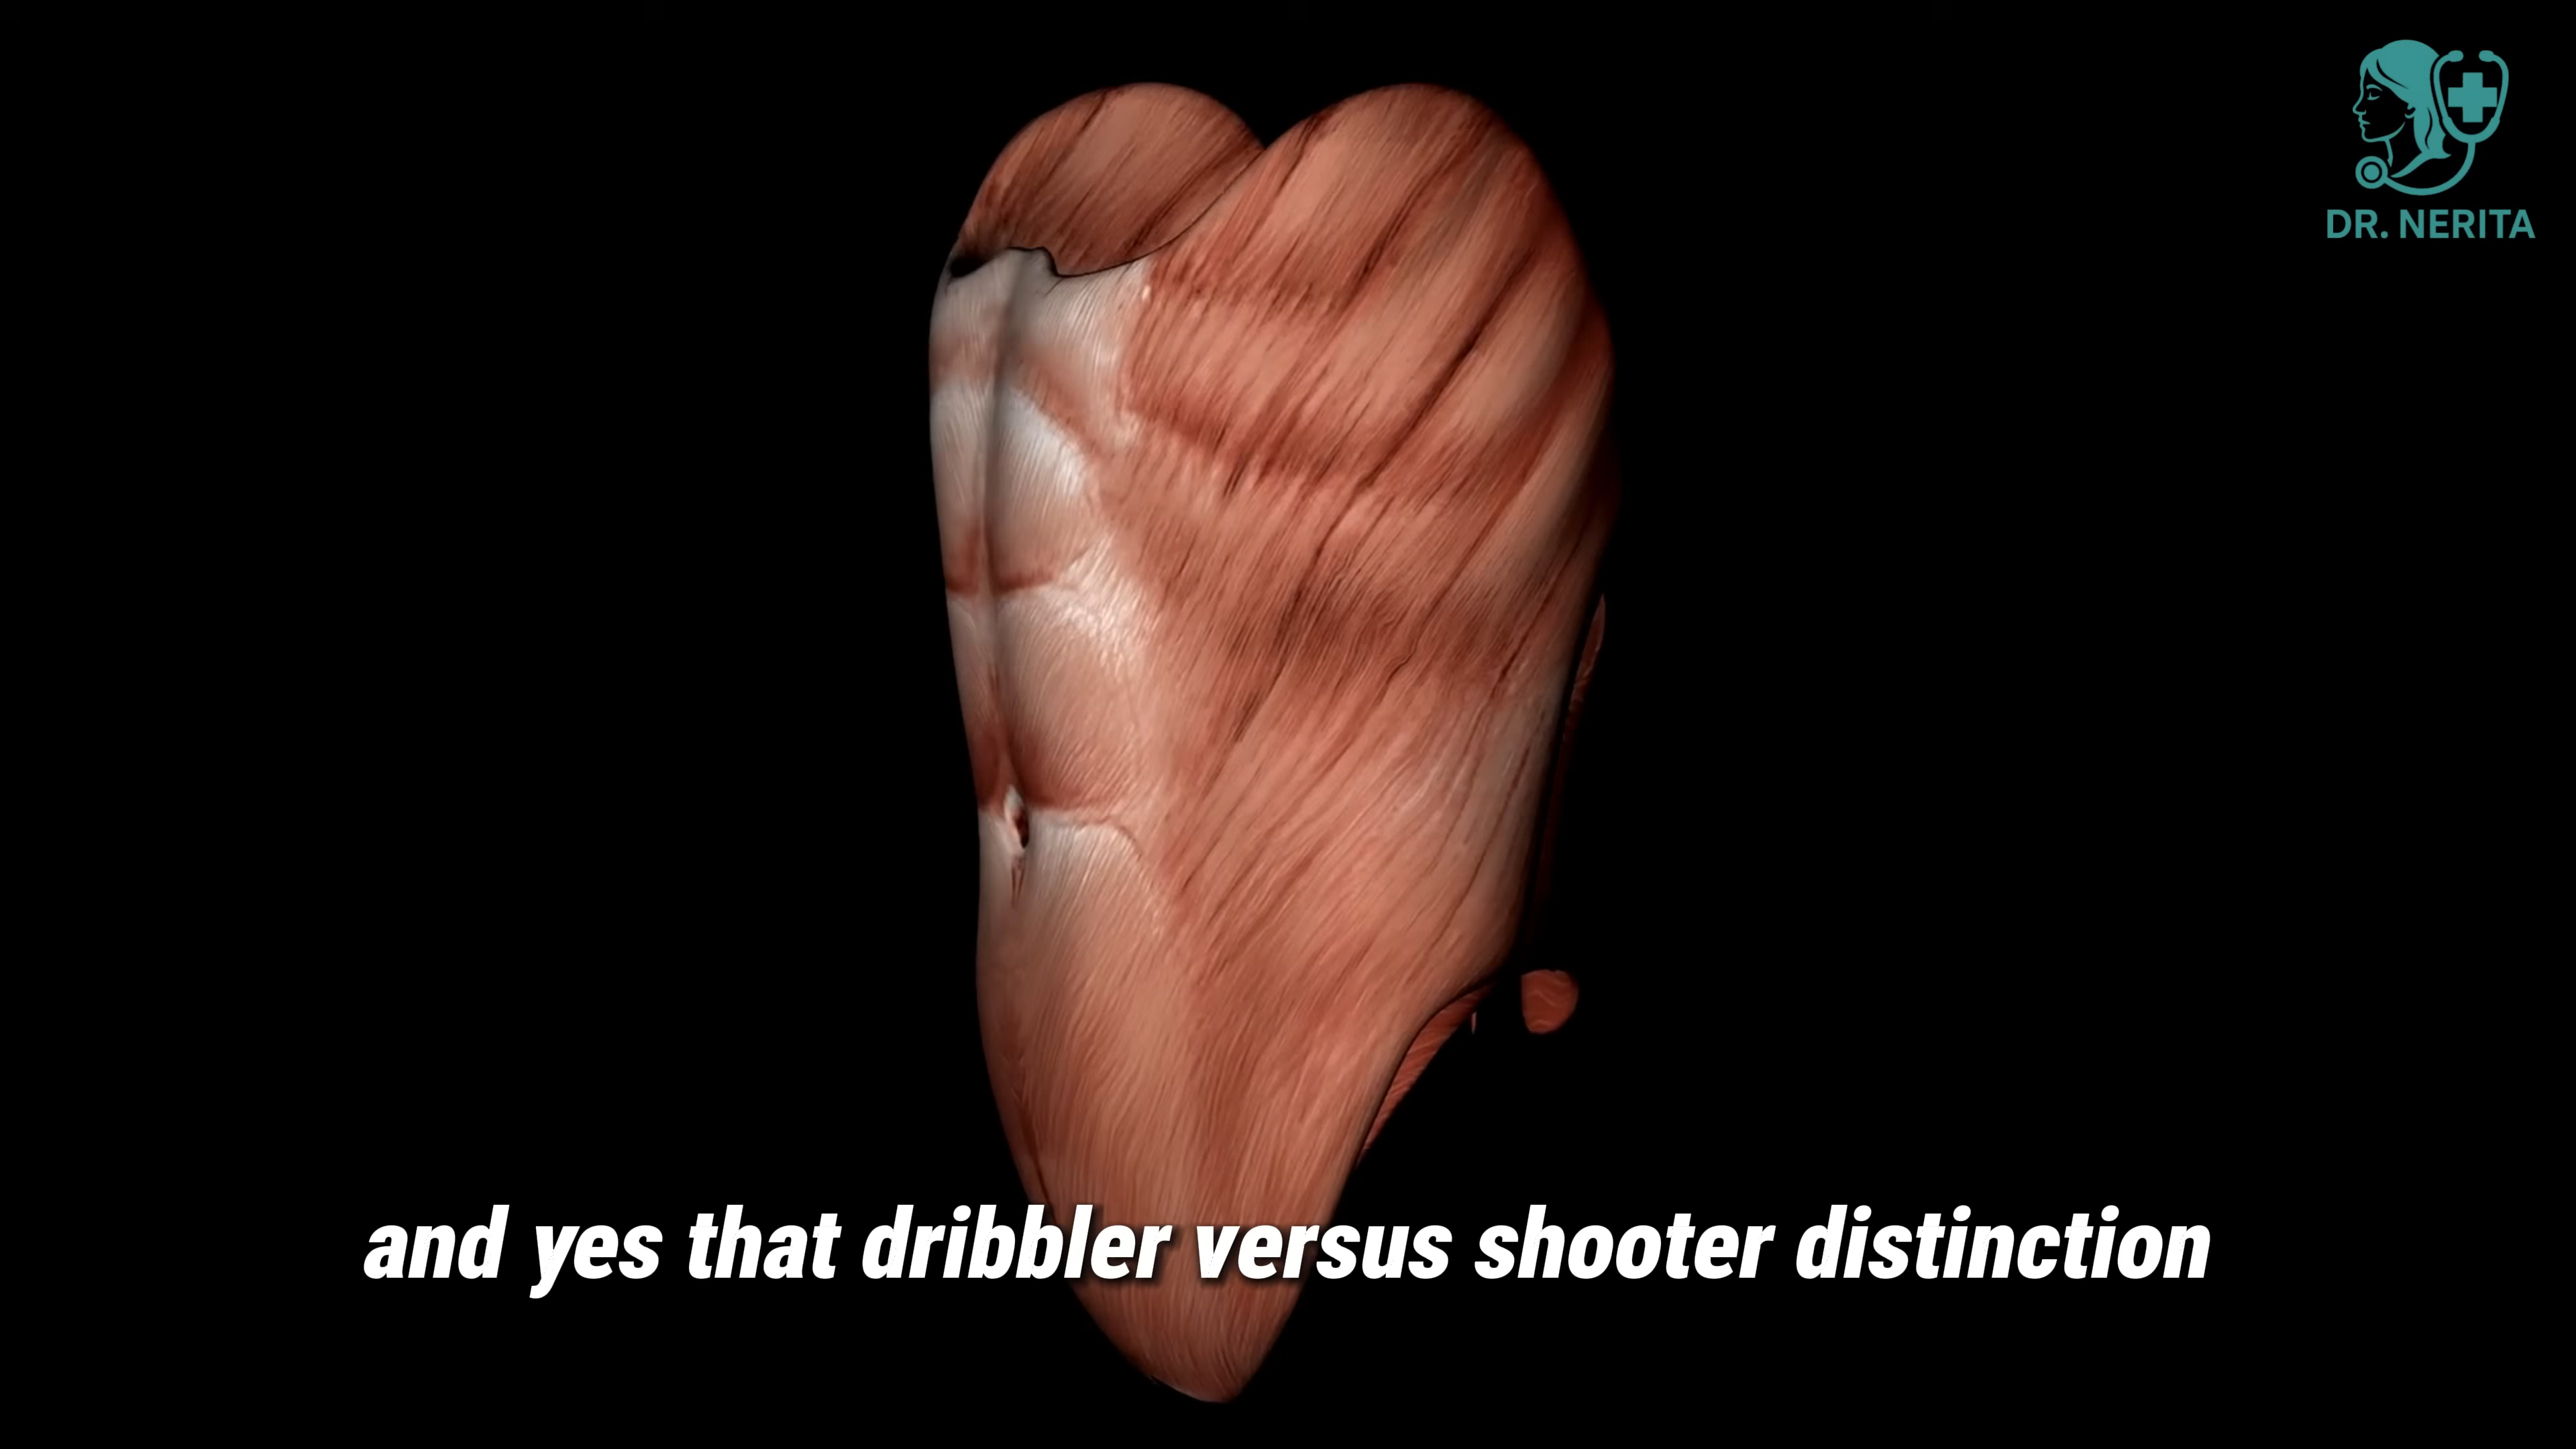 DR. NERITA
and yes that dribbler versus shooter distinction